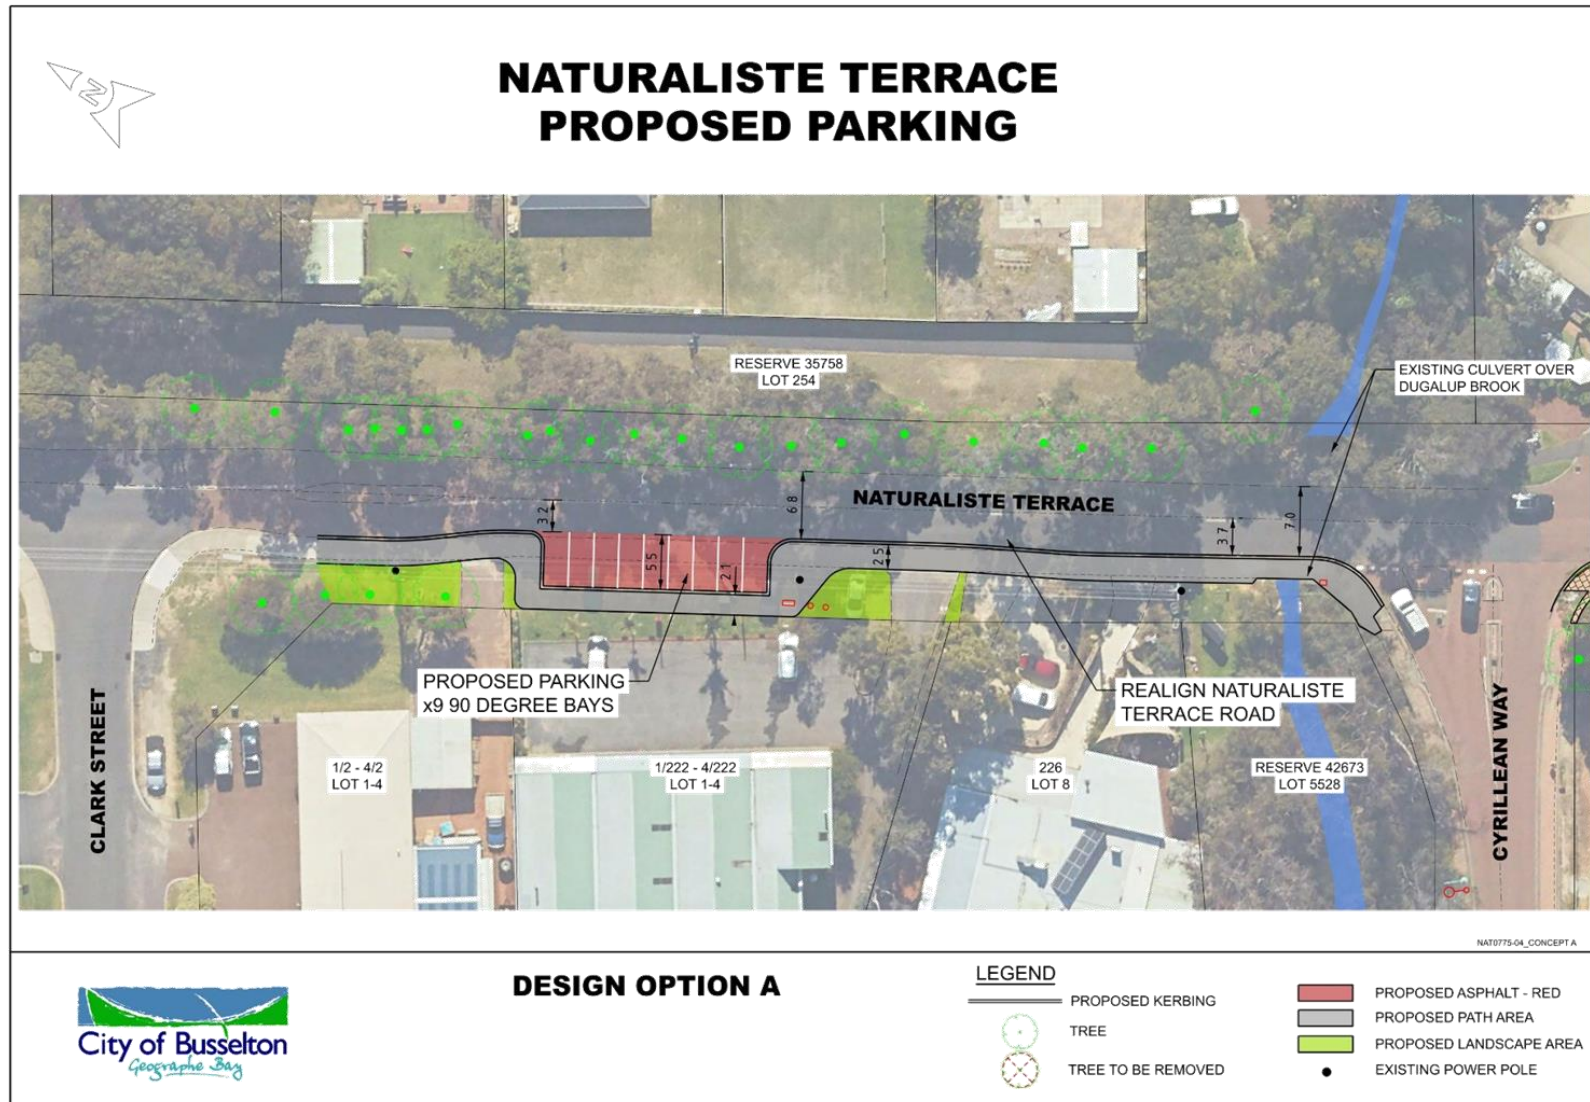 N
NATURALISTE TERRACE
PROPOSED PARKING
RESERVE 35758
LOT 254
EXISTING CULVERT OVER
DUGALUP BROOK
NATURALISTE TERRACE
3.2
5.5
2.1
6.8
2.5
3.7
7.0
PROPOSED PARKING
x9 90 DEGREE BAYS
REALIGN NATURALISTE
TERRACE ROAD
CLARK STREET
1/2 - 4/2
LOT 1-4
1/222 - 4/222
LOT 1-4
226
LOT 8
RESERVE 42673
LOT 5528
CYRILLEAN WAY
NAT0775-04_CONCEPT A
City of Busselton
Geographe Bay
DESIGN OPTION A
LEGEND
PROPOSED KERBING
TREE
TREE TO BE REMOVED
PROPOSED ASPHALT - RED
PROPOSED PATH AREA
PROPOSED LANDSCAPE AREA
EXISTING POWER POLE